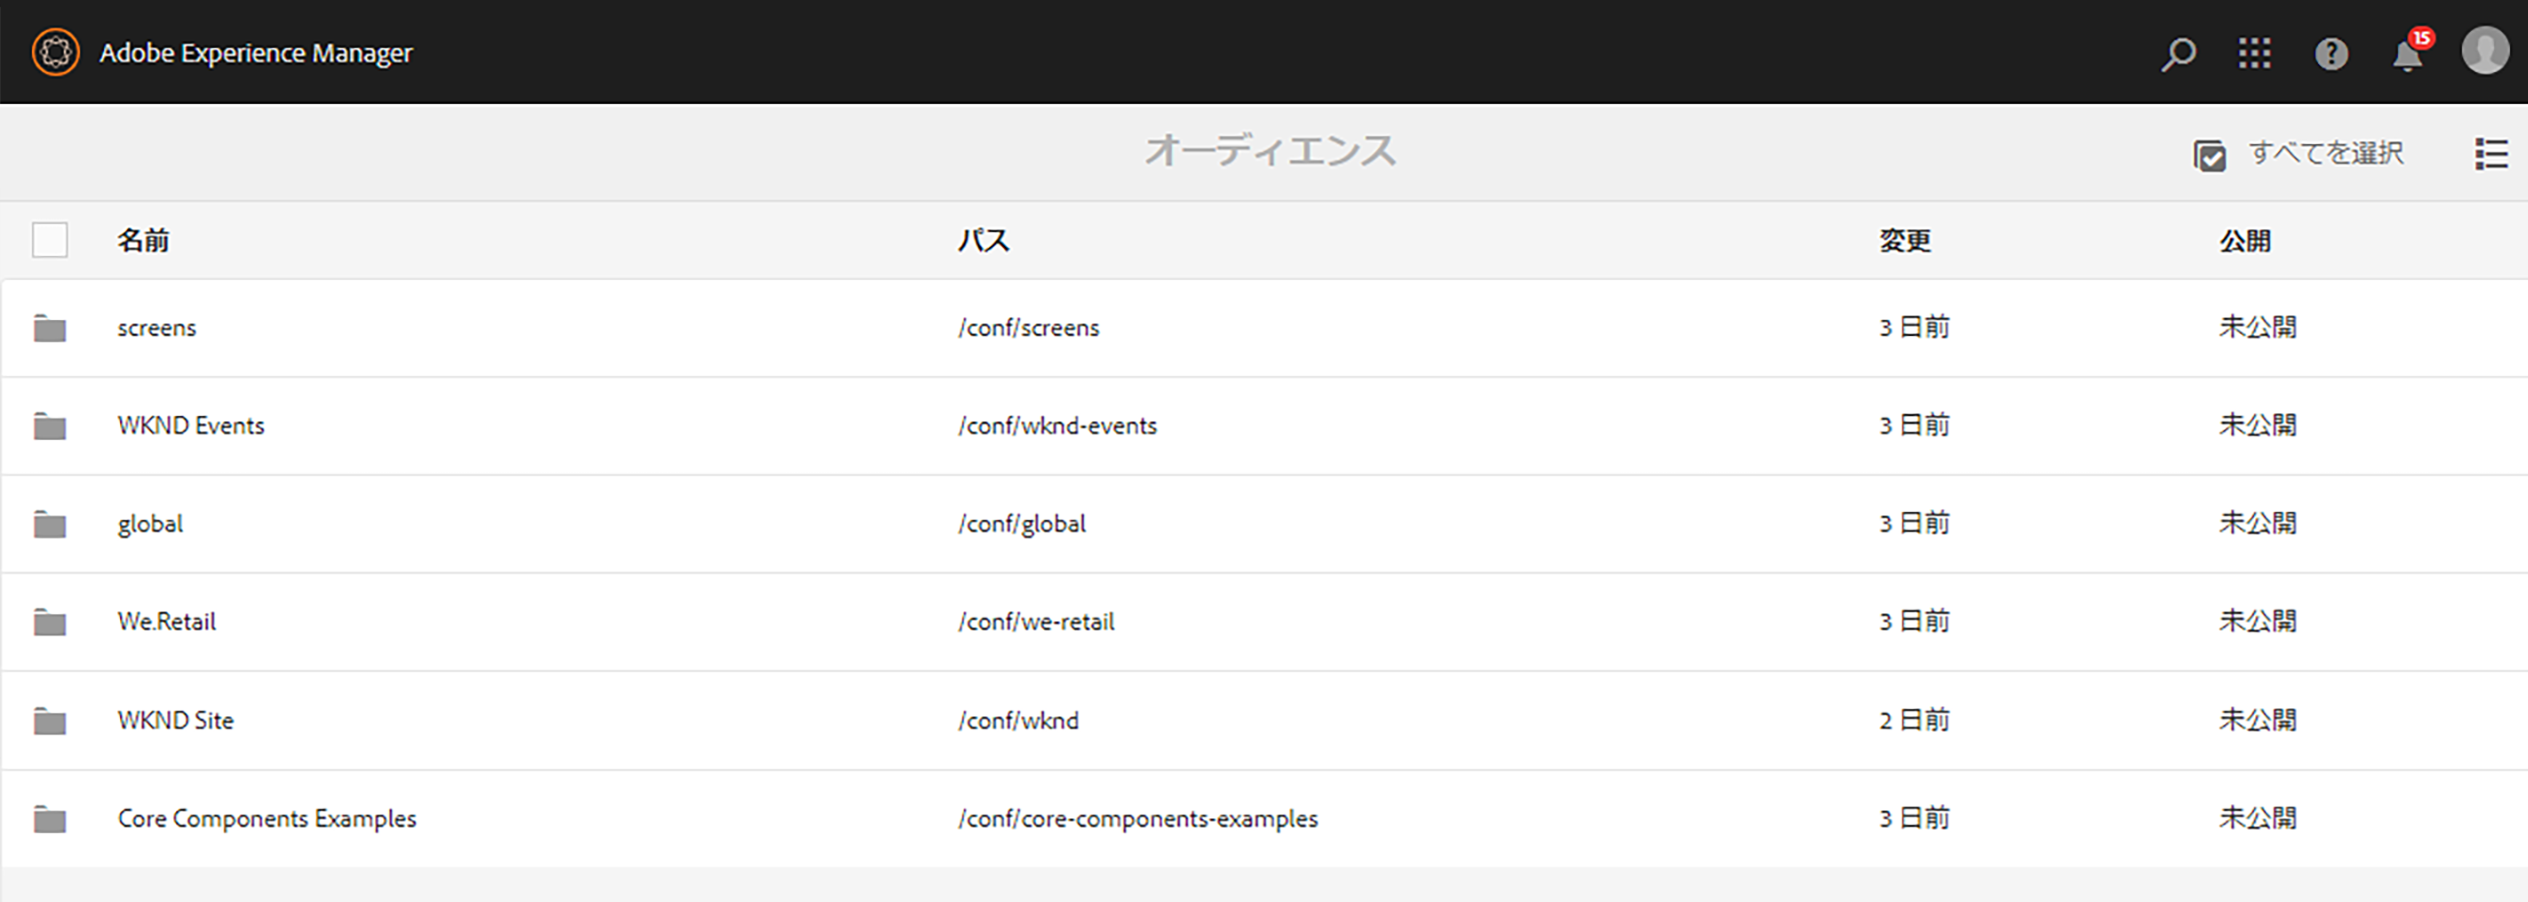 Adobe Experience Manager
15
オーディエンス
すべてを選択
名前 パス 変更 公開
screens /conf/screens 3 日前 未公開
WKND Events /conf/wknd-events 3 日前 未公開
global /conf/global 3 日前 未公開
We.Retail /conf/we-retail 3 日前 未公開
WKND Site /conf/wknd 2 日前 未公開
Core Components Examples /conf/core-components-examples 3 日前 未公開